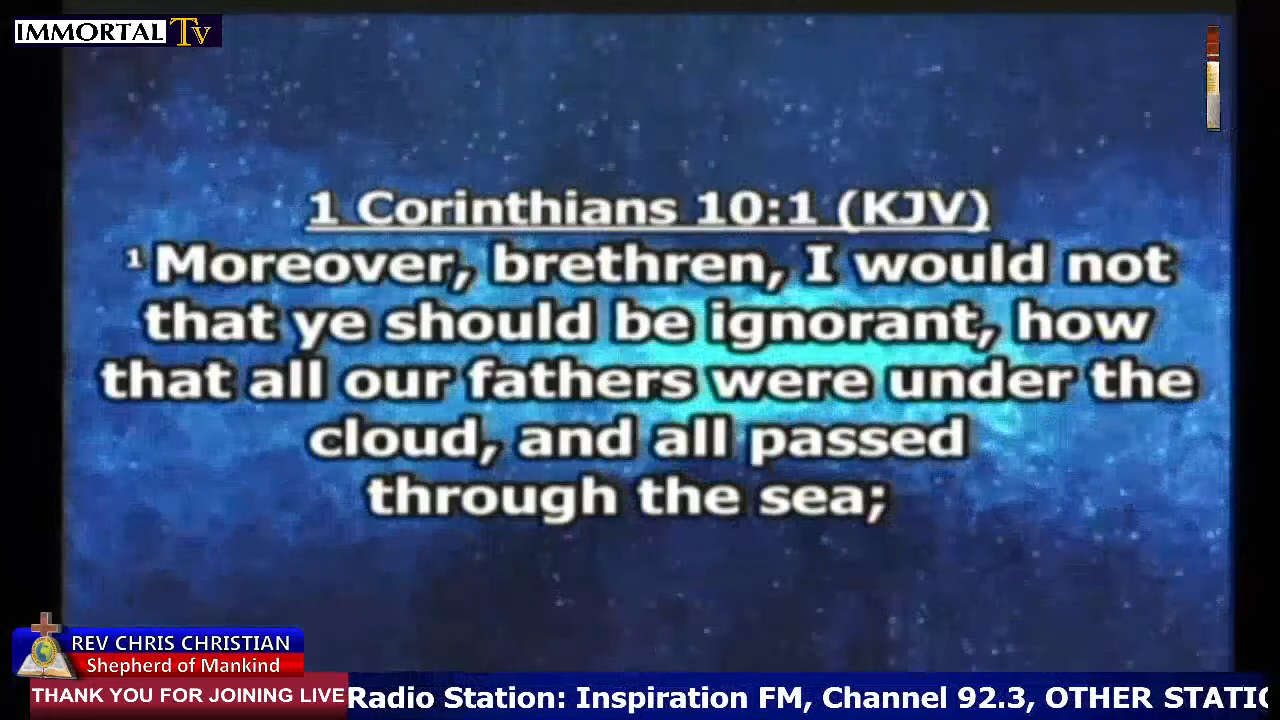 IMMORTAL Tv
1 Corinthians 10:1 (KJV)
1 Moreover, brethren, I would not
that ye should be ignorant, how
that all our fathers were under the
cloud, and all passed
through the sea;
REV CHRIS CHRISTIAN
Shepherd of Mankind
THANK YOU FOR JOINING LIVE
Radio Station: Inspiration FM, Channel 92.3, OTHER